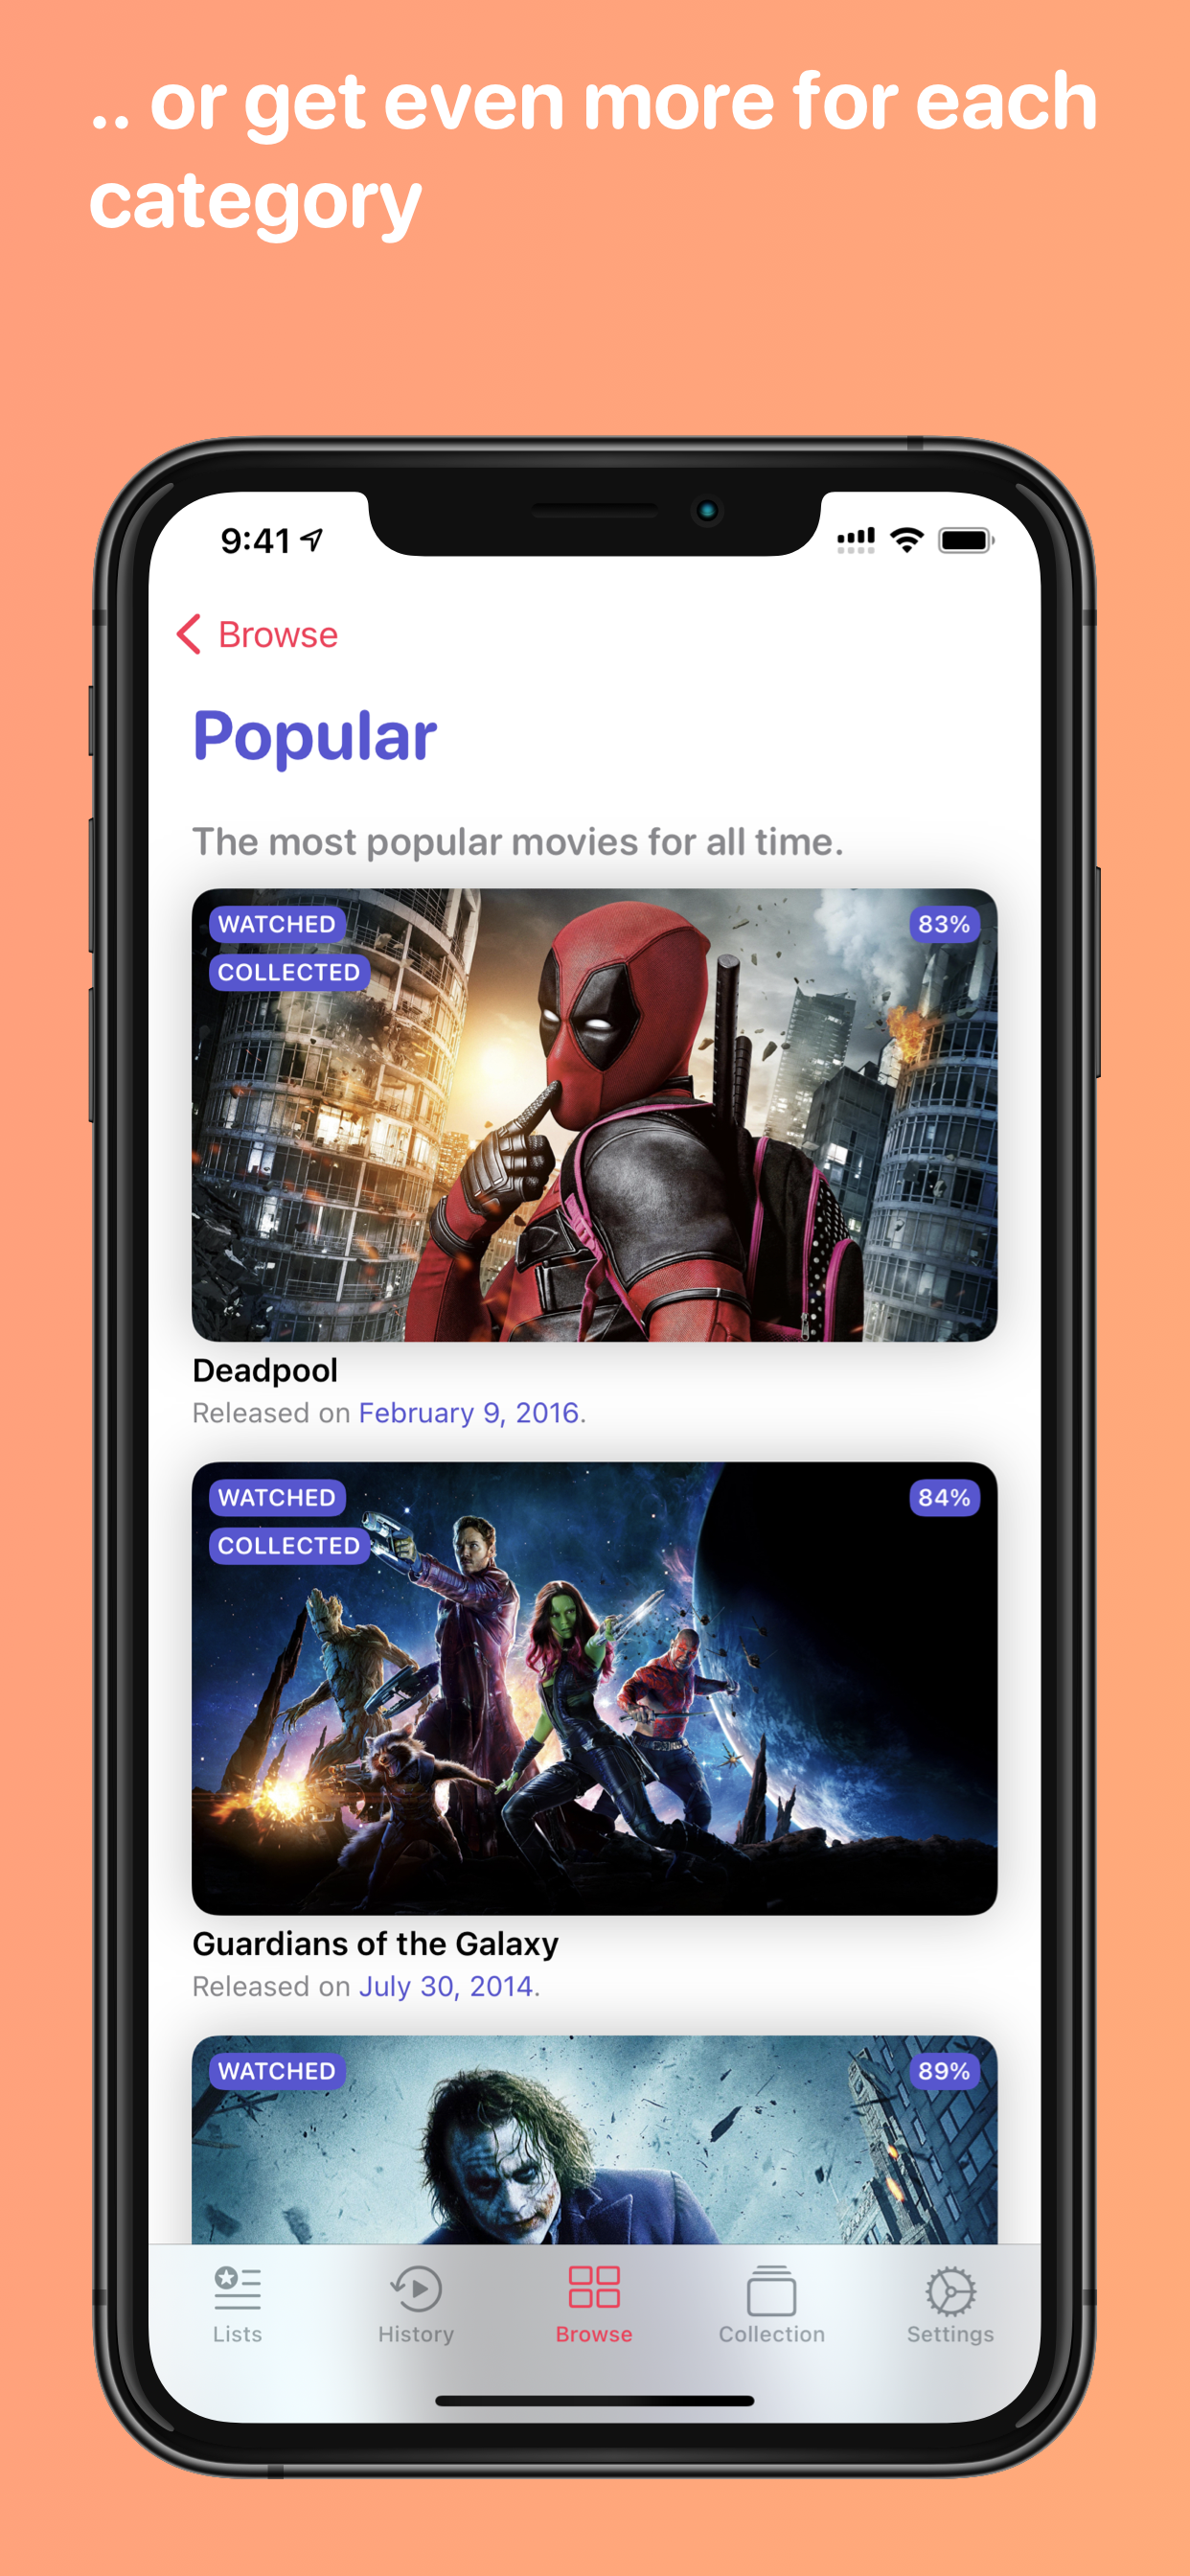 .. or get even more for each
category
9:41
Browse
Popular
The most popular movies for all time.
WATCHED
83%
COLLECTED
Deadpool
Released on February 9, 2016.
WATCHED
84%
COLLECTED
Guardians of the Galaxy
Released on July 30, 2014.
WATCHED
89%
Lists
History
Browse
Collection
Settings